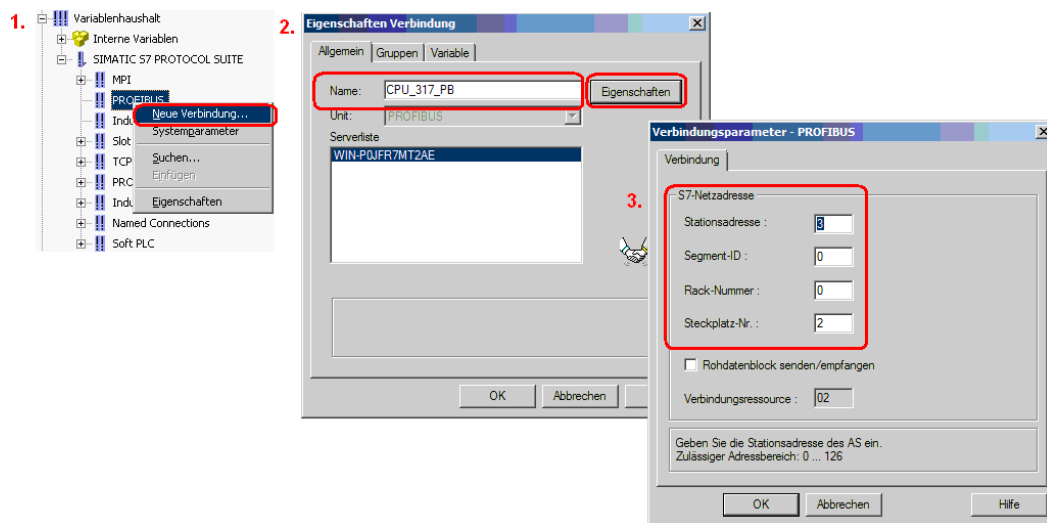 1.
Variablenhaushalt
Interne Variablen
SIMATIC S7 PROTOCOL SUITE
MPI
PROFIBUS
Indu
Slot
TCP
PRC
Indu
Named Connections
Soft PLC
Neue Verbindung...
Systemparameter
Suchen...
Einfügen
Eigenschaften
2.
Eigenschaften Verbindung
Allgemein Gruppen Variable
Name: CPU_317_PB Eigenschaften
Unit: PROFIBUS
Serverliste
WIN-P0JFR7MT2AE
OK Abbrechen
3.
Verbindungsparameter - PROFIBUS
Verbindung
S7-Netzadresse
Stationsadresse : 3
Segment-ID : 0
Rack-Nummer : 0
Steckplatz-Nr. : 2
Rohdatenblock senden/empfangen
Verbindungsressource : 02
Geben Sie die Stationsadresse des AS ein.
Zulässiger Adressbereich: 0 ... 126
OK Abbrechen Hilfe